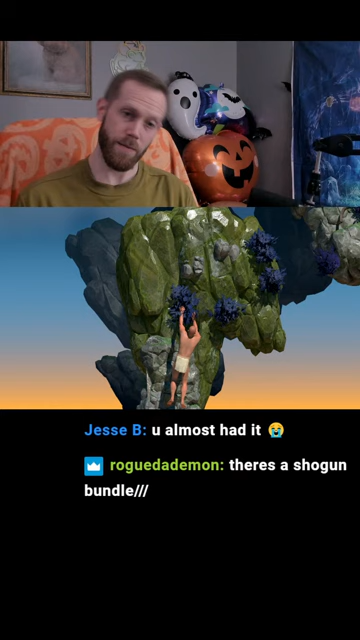 Jesse B: u almost had it 😭
roguedademon: theres a shogun
bundle///